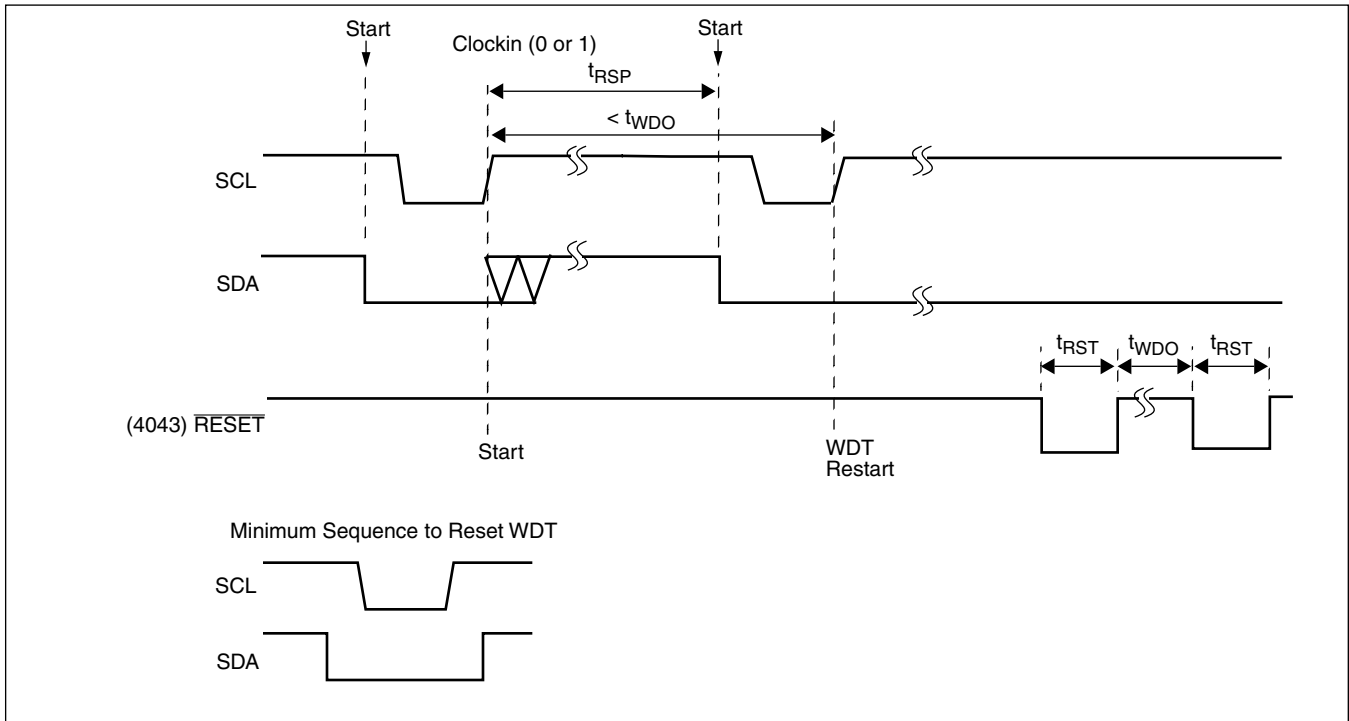 Start
Start
Clockin (0 or 1)
tRSP
< tWDO
SCL
SDA
tRST
tWDO
tRST
(4043) RESET
Start
WDT
Restart
Minimum Sequence to Reset WDT
SCL
SDA